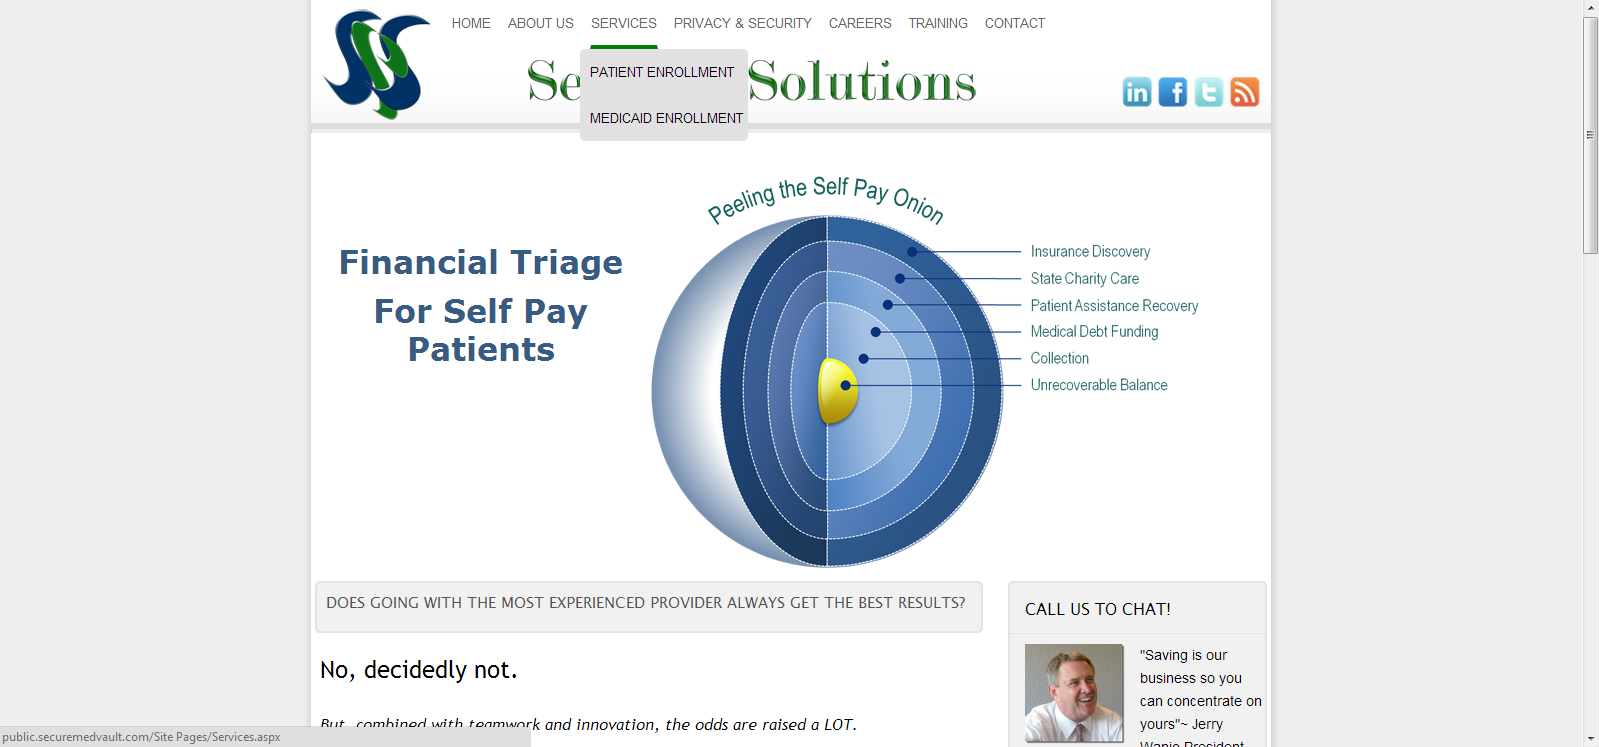 HOME ABOUT US SERVICES PRIVACY & SECURITY CAREERS TRAINING CONTACT
PATIENT ENROLLMENT
MEDICAID ENROLLMENT
Se Solutions
in f t
Peeling the Self Pay Onion
Financial Triage
For Self Pay
Patients
Insurance Discovery
State Charity Care
Patient Assistance Recovery
Medical Debt Funding
Collection
Unrecoverable Balance
DOES GOING WITH THE MOST EXPERIENCED PROVIDER ALWAYS GET THE BEST RESULTS?
No, decidedly not.
But, combined with teamwork and innovation, the odds are raised a LOT.
CALL US TO CHAT!
"Saving is our
business so you
can concentrate on
yours"~ Jerry
Wanie President
public.securemedvault.com/Site Pages/Services.aspx